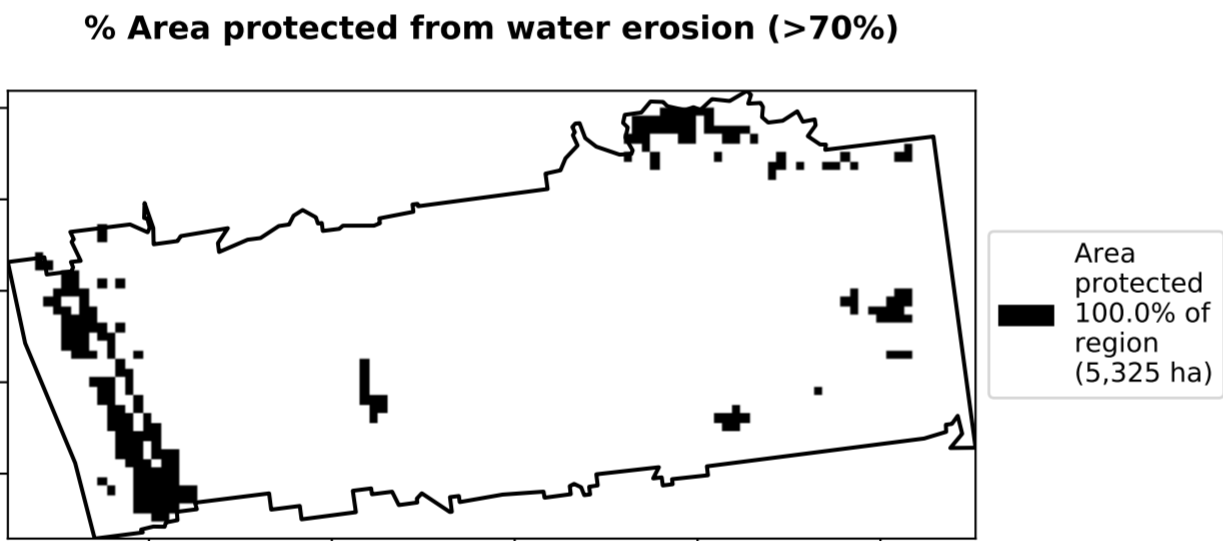 % Area protected from water erosion (>70%)
Area
protected
100.0% of
region
(5,325 ha)